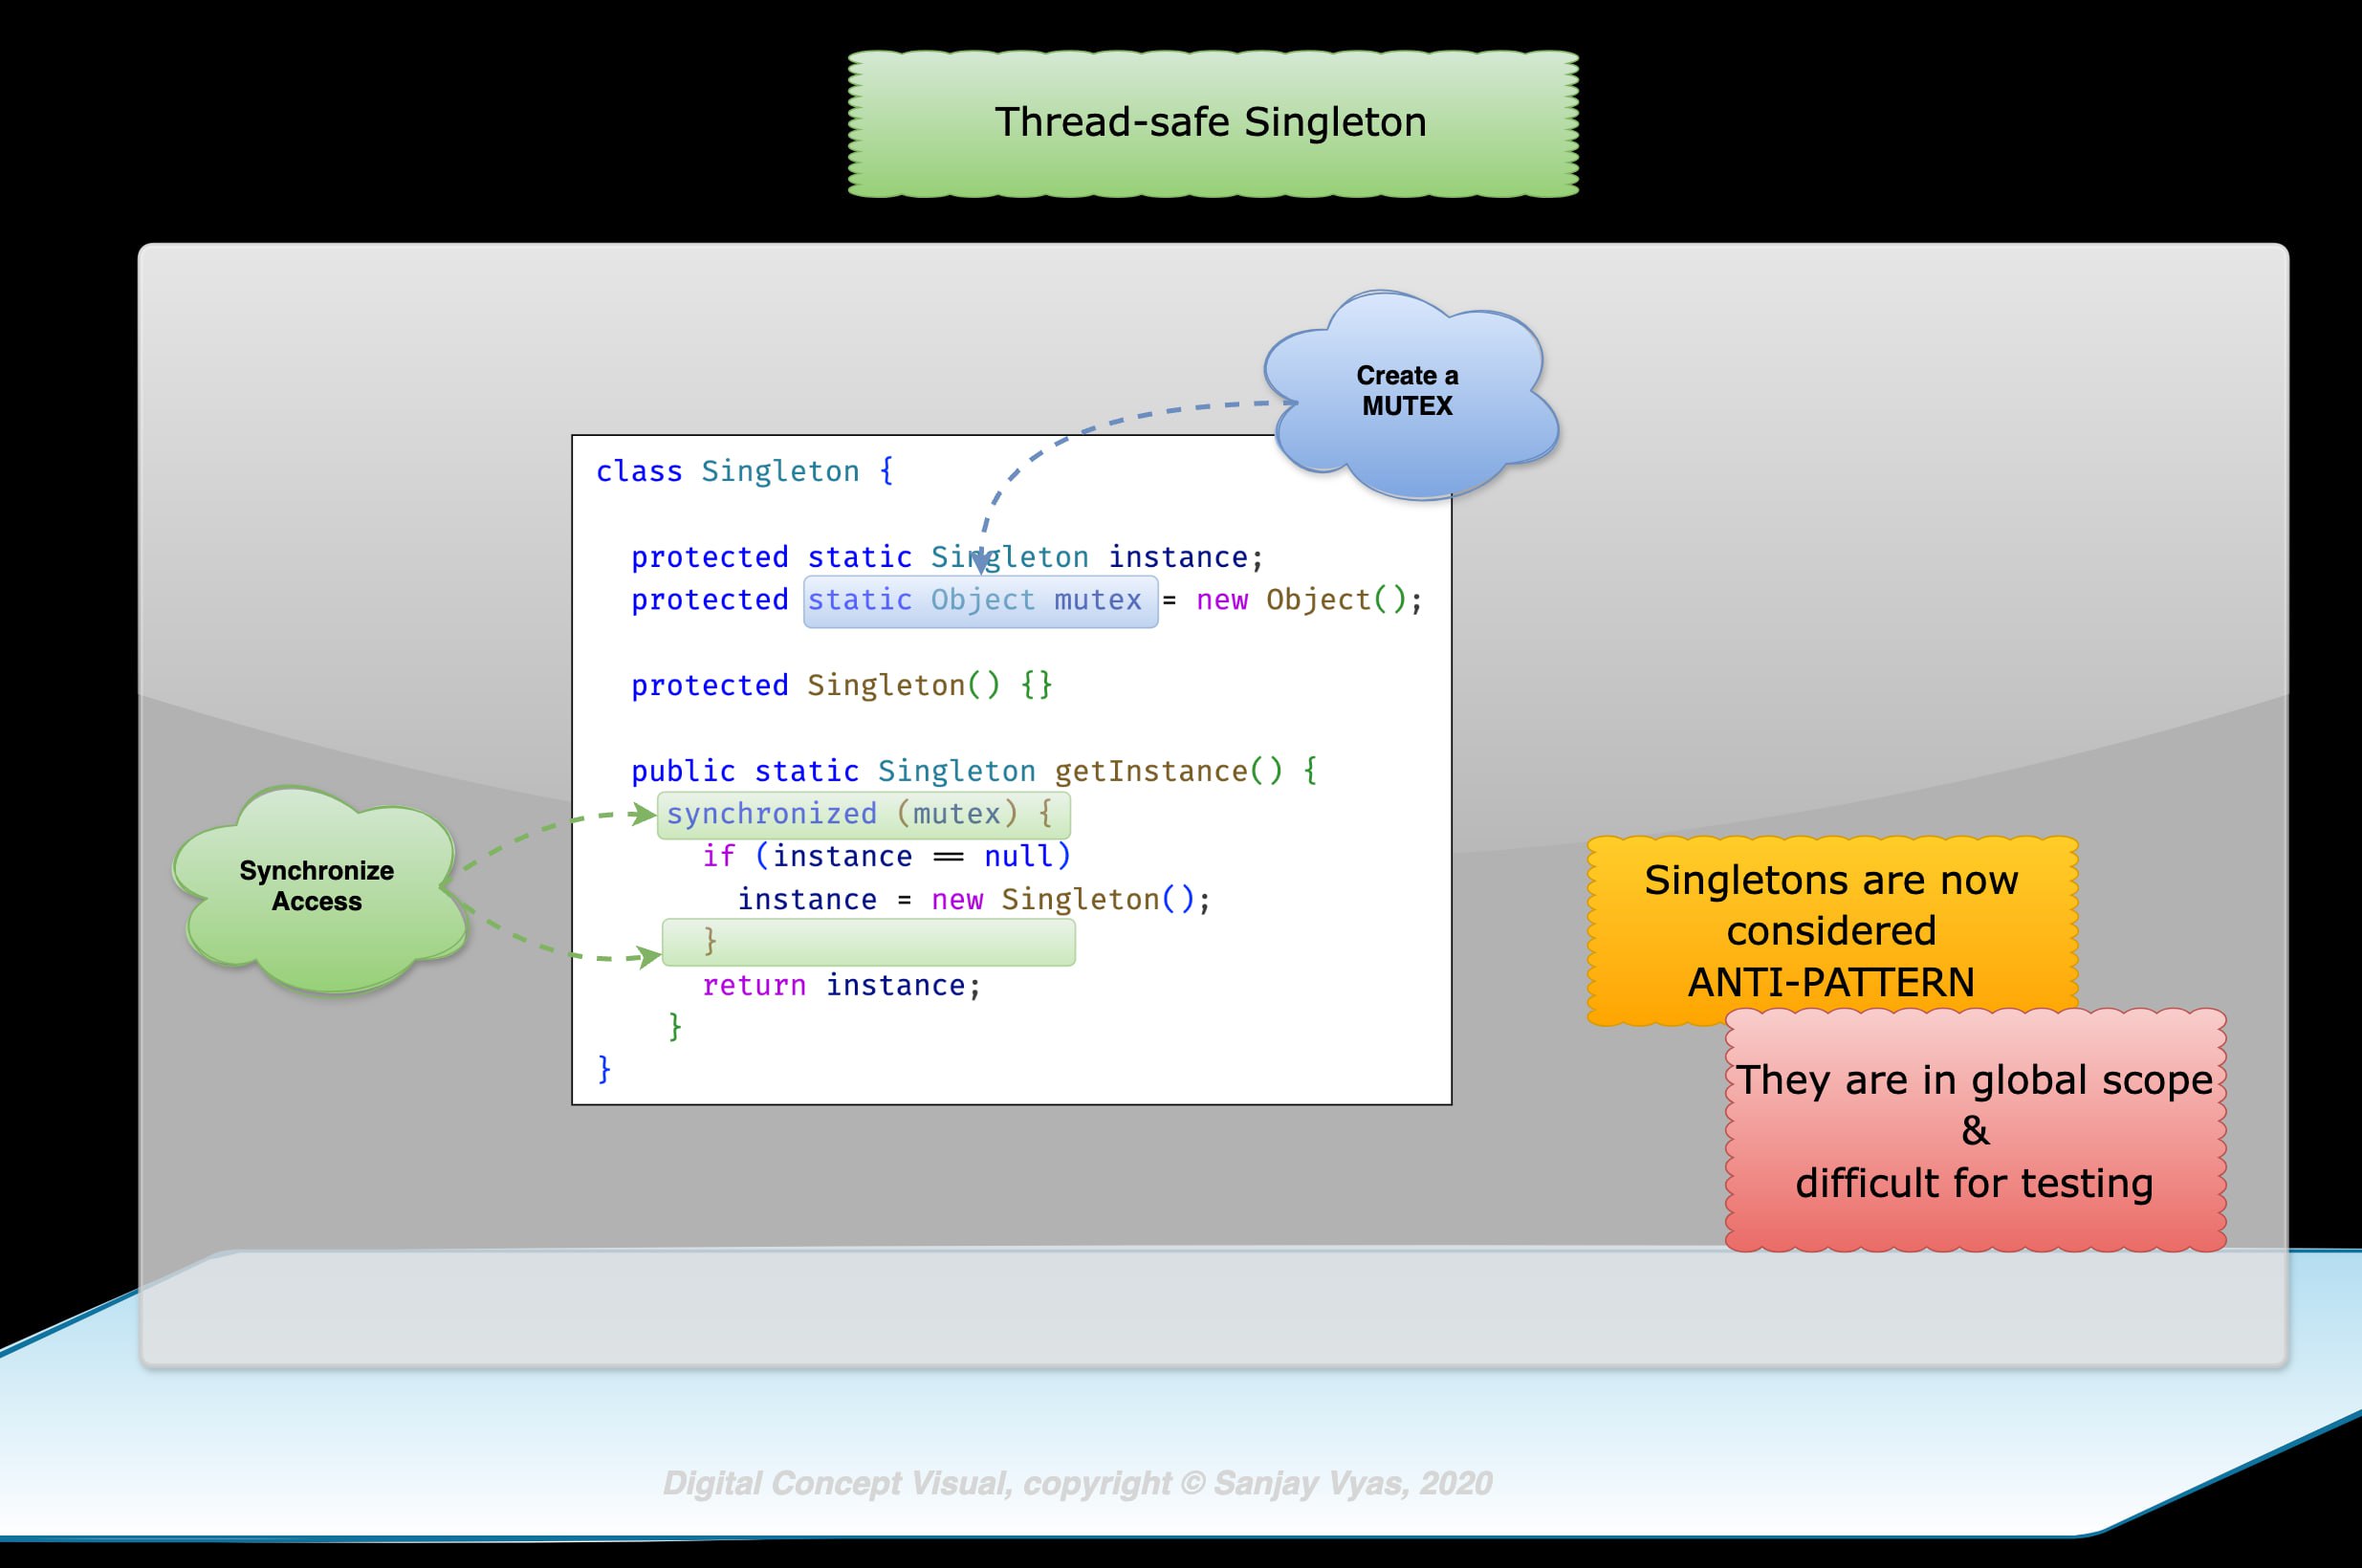 Thread-safe Singleton
Create a
MUTEX
class Singleton {
protected static Singleton instance;
protected static Object mutex = new Object();
protected Singleton() {}
public static Singleton getInstance() {
synchronized (mutex) {
if (instance == null)
instance = new Singleton();
}
return instance;
}
}
Synchronize
Access
Singletons are now
considered
ANTI-PATTERN
They are in global scope
&
difficult for testing
Digital Concept Visual, copyright © Sanjay Vyas, 2020